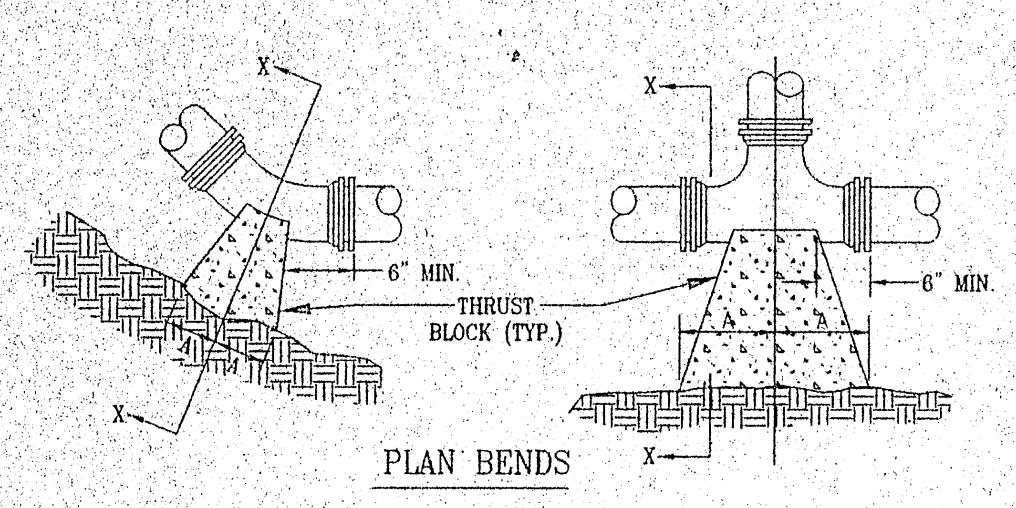 X
X
6" MIN.
6" MIN.
THRUST
BLOCK (TYP.)
A
A
A
A
X
X
PLAN BENDS